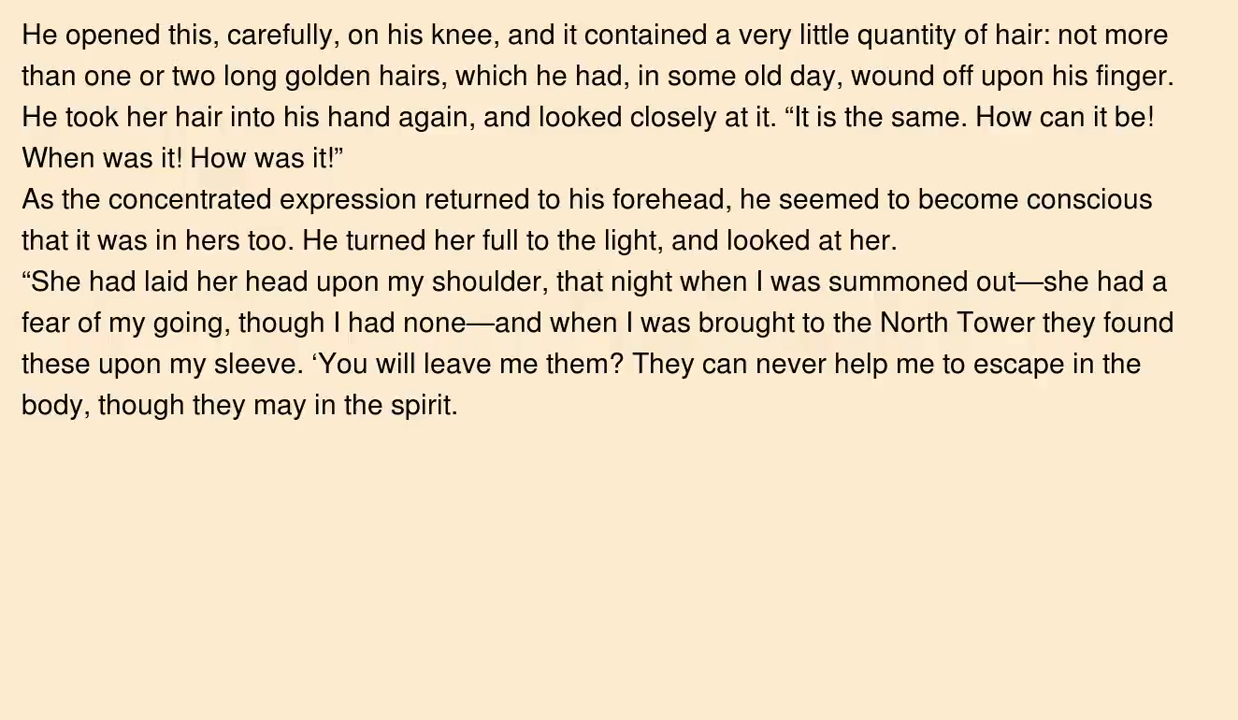 He opened this, carefully, on his knee, and it contained a very little quantity of hair: not more
than one or two long golden hairs, which he had, in some old day, wound off upon his finger.
He took her hair into his hand again, and looked closely at it. “It is the same. How can it be!
When was it! How was it!”
As the concentrated expression returned to his forehead, he seemed to become conscious
that it was in hers too. He turned her full to the light, and looked at her.
“She had laid her head upon my shoulder, that night when I was summoned out—she had a
fear of my going, though I had none—and when I was brought to the North Tower they found
these upon my sleeve. ‘You will leave me them? They can never help me to escape in the
body, though they may in the spirit.